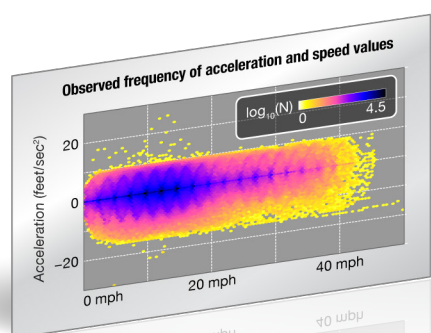 Observed frequency of acceleration and speed values
log₁₀(N)
0
4.5
Acceleration (feet/sec²)
20
0
–20
0 mph
20 mph
40 mph